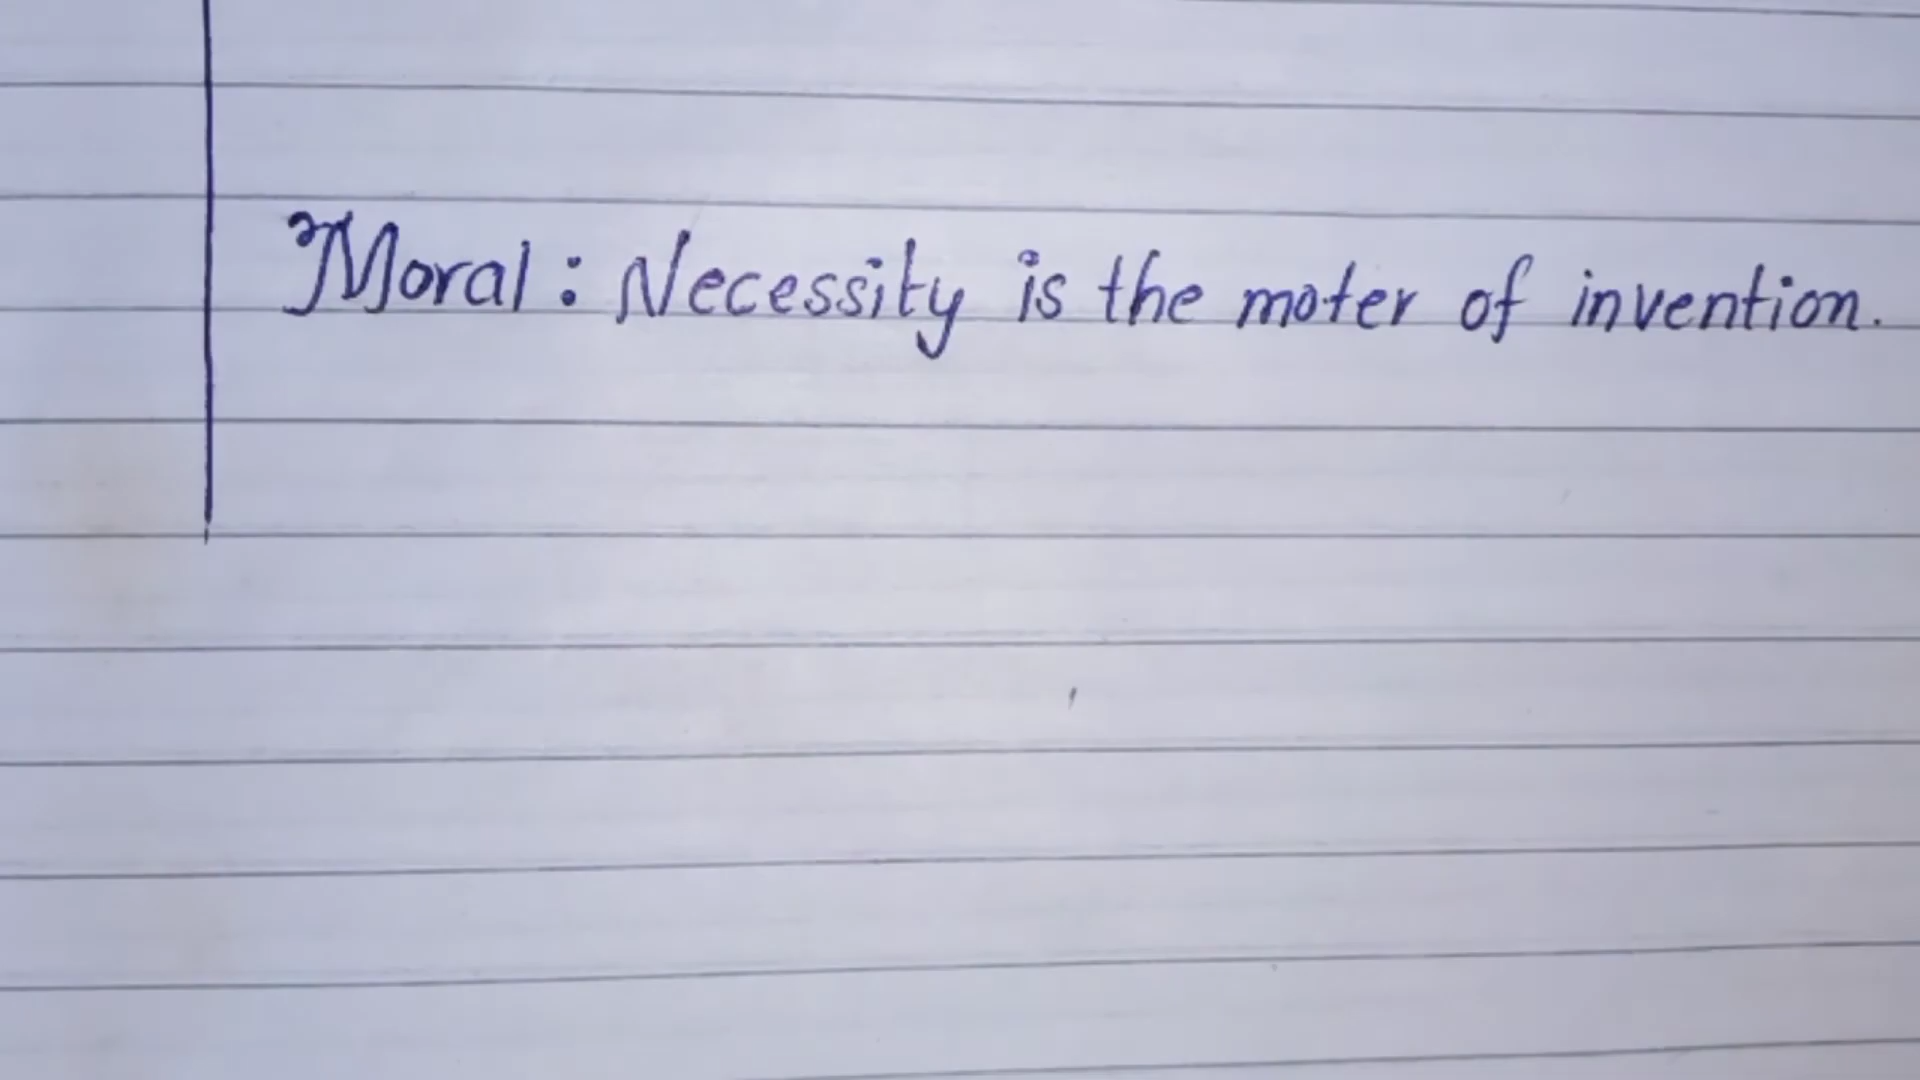 Moral : Necessity is the moter of invention.